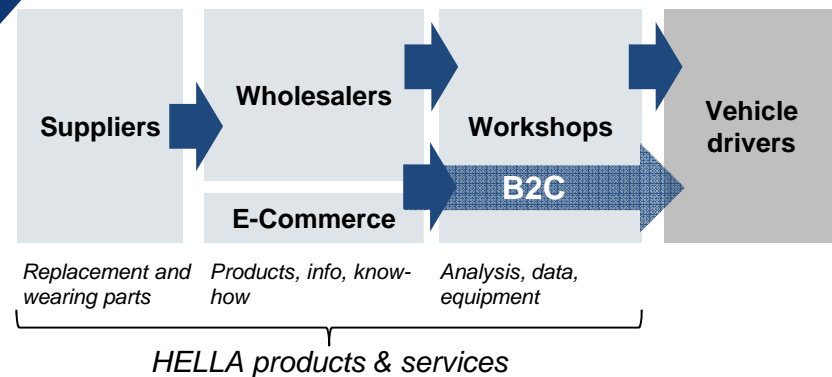 Suppliers
Wholesalers
E-Commerce
Workshops
B2C
Vehicle
drivers
Replacement and
wearing parts
Products, info, know-
how
Analysis, data,
equipment
HELLA products & services